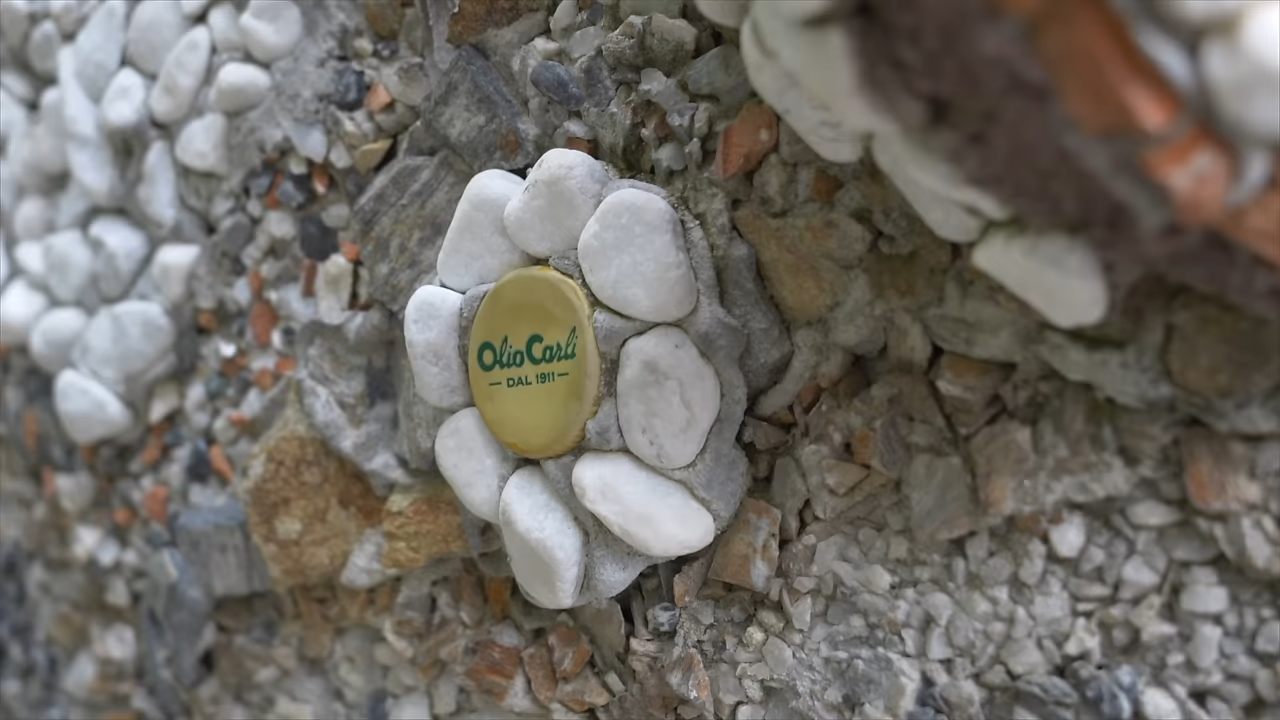 Olio Carli
— DAL 1911 —